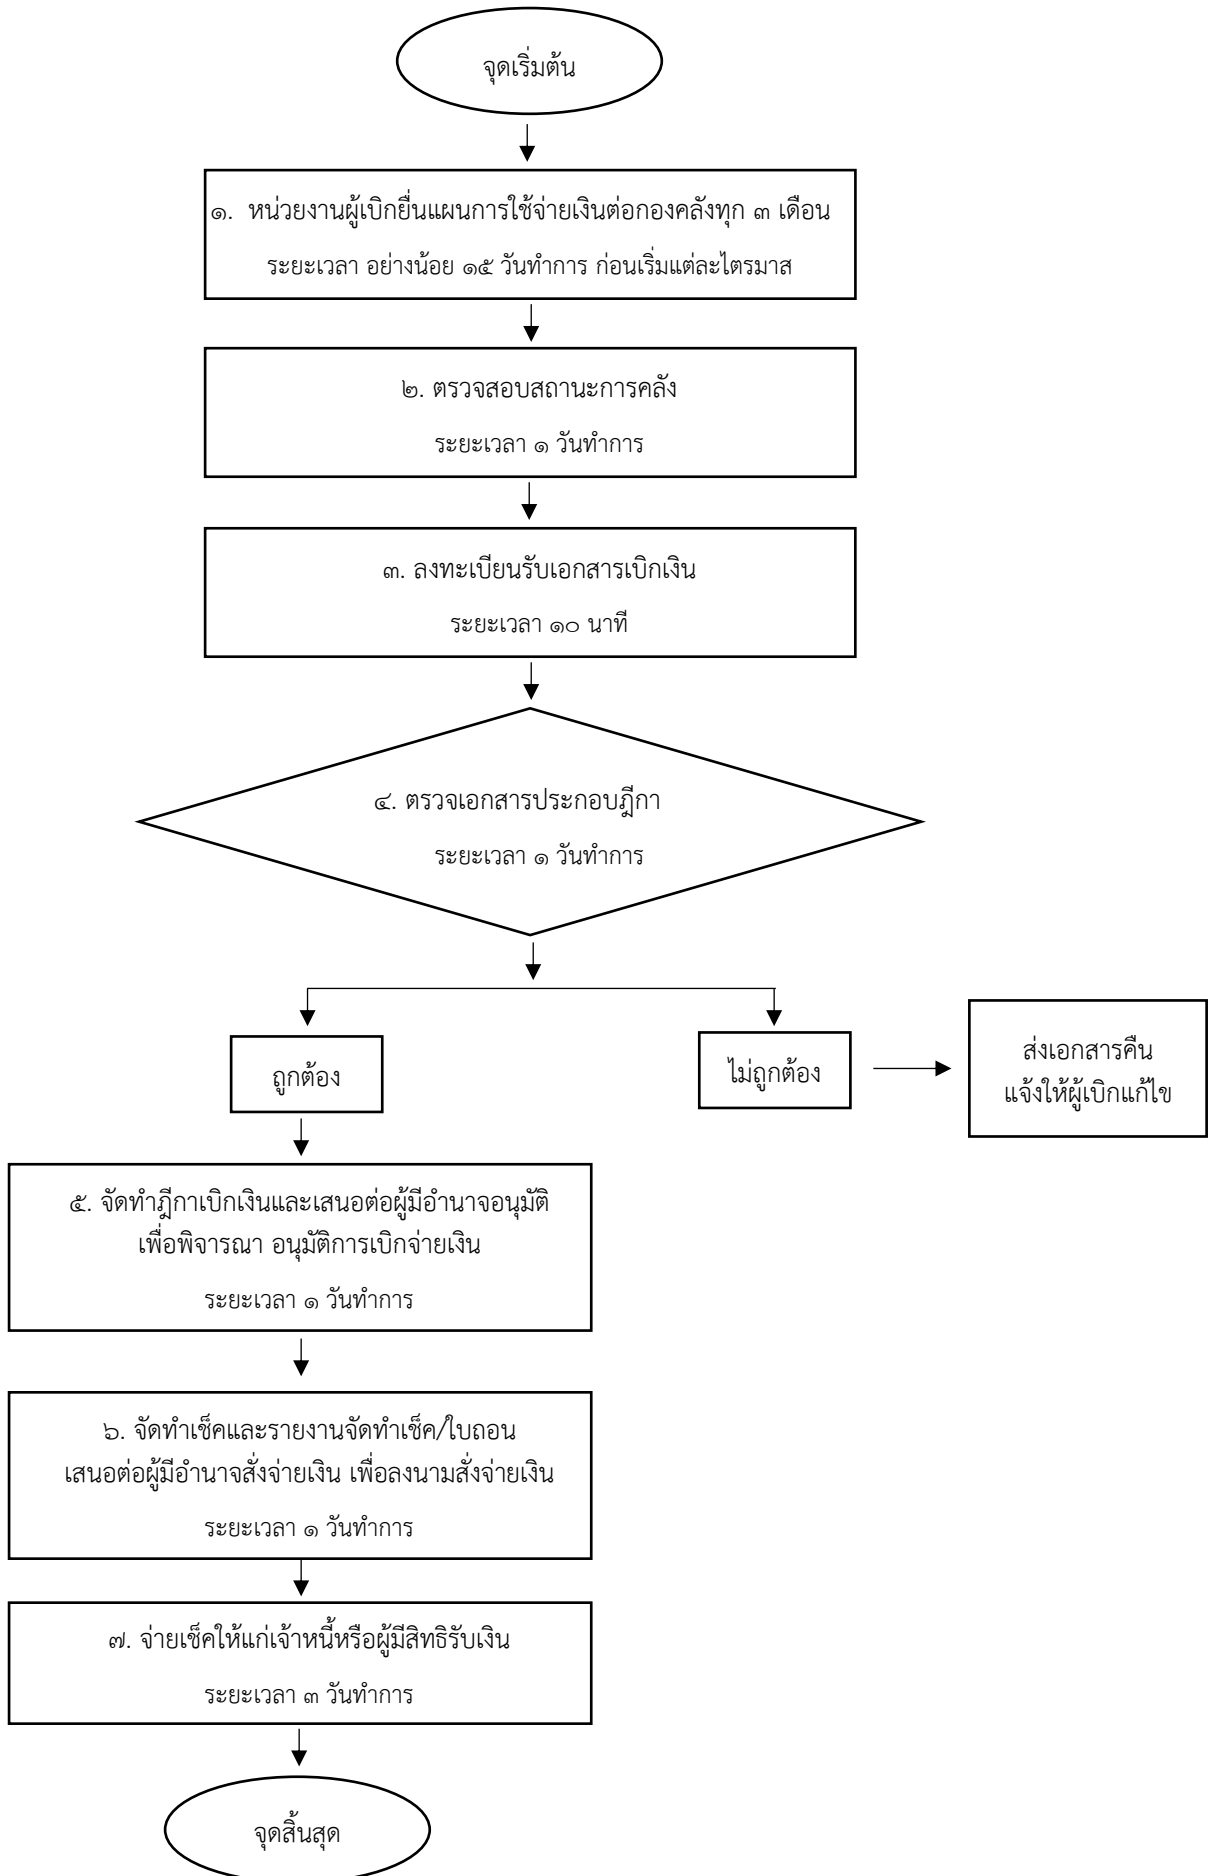 จุดเริ่มต้น
๑. หน่วยงานผู้เบิกยื่นแผนการใช้จ่ายเงินต่อกองคลังทุก ๓ เดือน
ระยะเวลา อย่างน้อย ๑๕ วันทำการ ก่อนเริ่มแต่ละไตรมาส
๒. ตรวจสอบสถานะการคลัง
ระยะเวลา ๑ วันทำการ
๓. ลงทะเบียนรับเอกสารเบิกเงิน
ระยะเวลา ๑๐ นาที
๔. ตรวจเอกสารประกอบฎีกา
ระยะเวลา ๑ วันทำการ
ถูกต้อง
ไม่ถูกต้อง
ส่งเอกสารคืน
แจ้งให้ผู้เบิกแก้ไข
๕. จัดทำฎีกาเบิกเงินและเสนอต่อผู้มีอำนาจอนุมัติ
เพื่อพิจารณา อนุมัติการเบิกจ่ายเงิน
ระยะเวลา ๑ วันทำการ
๖. จัดทำเช็คและรายงานจัดทำเช็ค/ใบถอน
เสนอต่อผู้มีอำนาจสั่งจ่ายเงิน เพื่อลงนามสั่งจ่ายเงิน
ระยะเวลา ๑ วันทำการ
๗. จ่ายเช็คให้แก่เจ้าหนี้หรือผู้มีสิทธิรับเงิน
ระยะเวลา ๓ วันทำการ
จุดสิ้นสุด